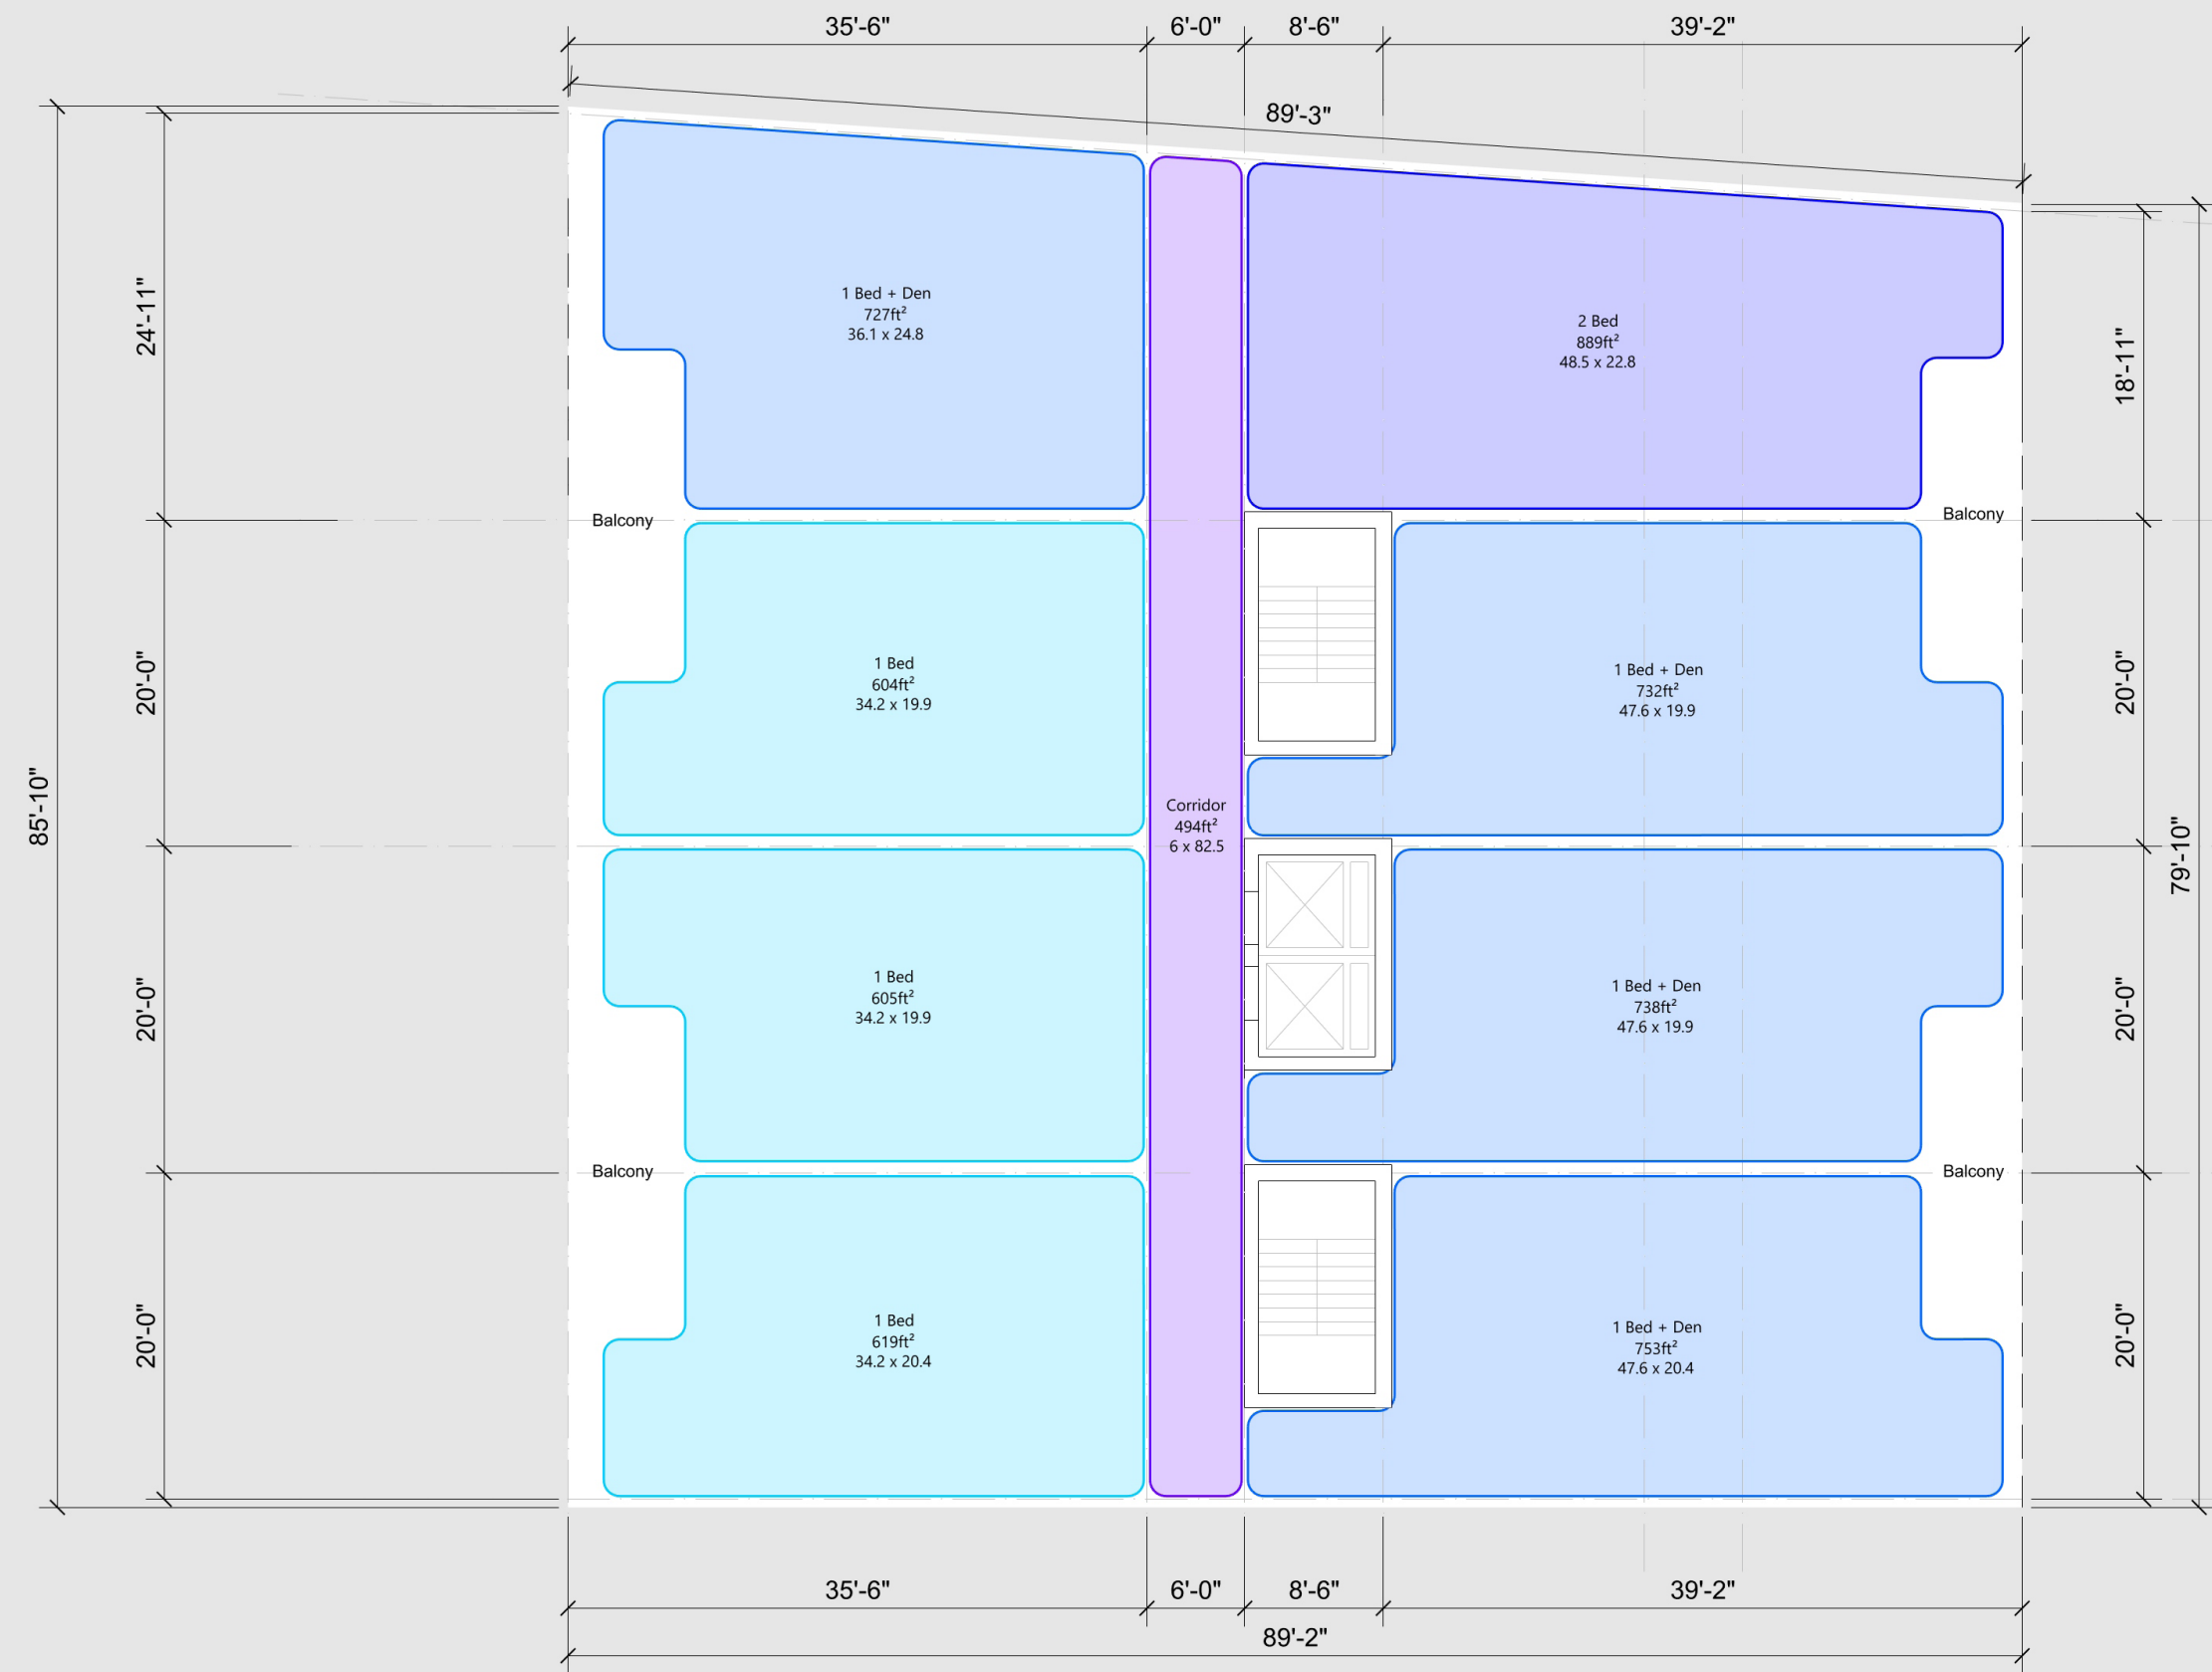 35'-6"
6'-0"
8'-6"
39'-2"
89'-3"
24'-11"
20'-0"
20'-0"
20'-0"
85'-10"
1 Bed + Den
727ft²
36.1 x 24.8
2 Bed
889ft²
48.5 x 22.8
18'-11"
20'-0"
20'-0"
20'-0"
79'-10"
Balcony
Balcony
1 Bed
604ft²
34.2 x 19.9
1 Bed + Den
732ft²
47.6 x 19.9
Corridor
494ft²
6 x 82.5
1 Bed
605ft²
34.2 x 19.9
1 Bed + Den
738ft²
47.6 x 19.9
Balcony
Balcony
1 Bed
619ft²
34.2 x 20.4
1 Bed + Den
753ft²
47.6 x 20.4
35'-6"
6'-0"
8'-6"
39'-2"
89'-2"